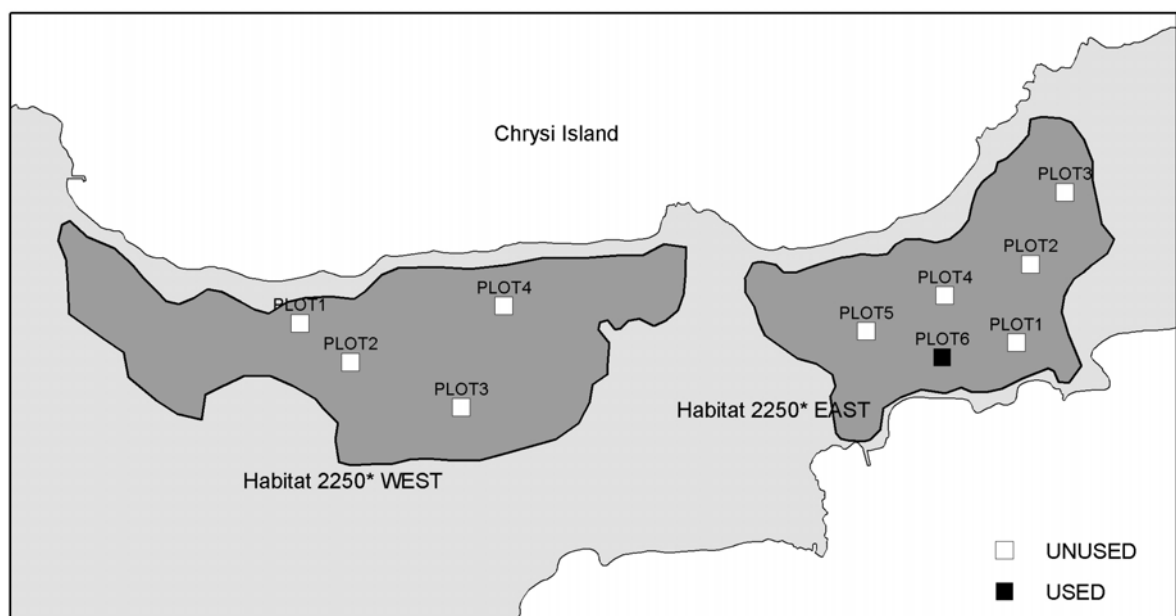 Chrysi Island
PLOT3
PLOT2
PLOT4
PLOT4
PLOT1
PLOT5
PLOT1
PLOT6
PLOT2
PLOT3
Habitat 2250* EAST
Habitat 2250* WEST
UNUSED
USED